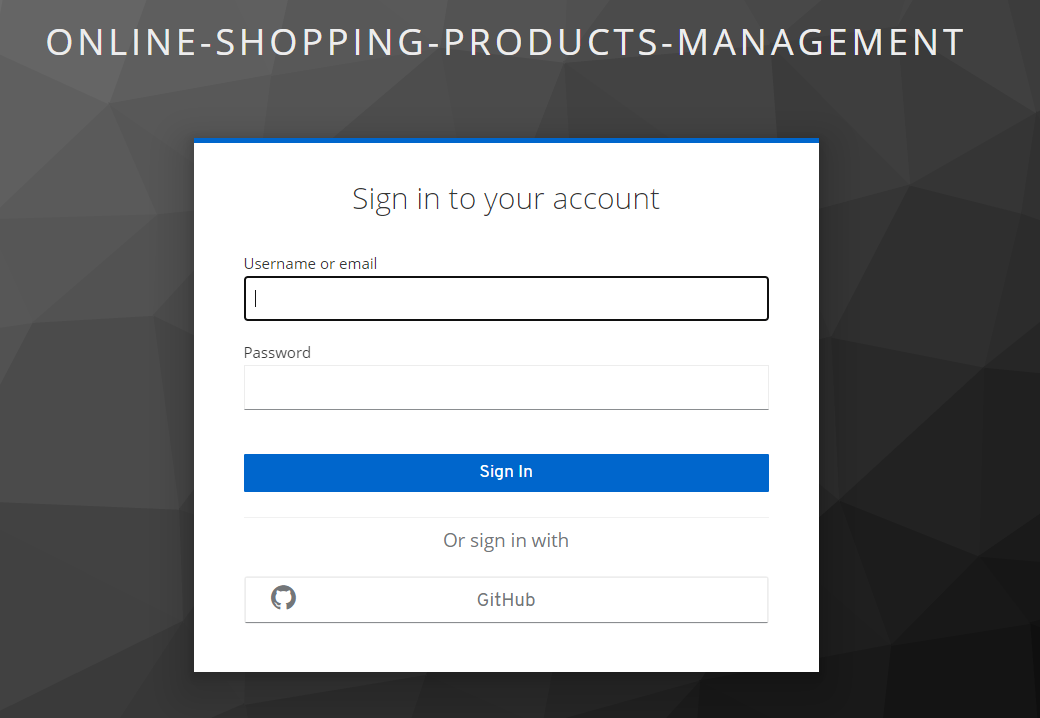 ONLINE-SHOPPING-PRODUCTS-MANAGEMENT
Sign in to your account
Username or email
Password
Sign In
Or sign in with
GitHub